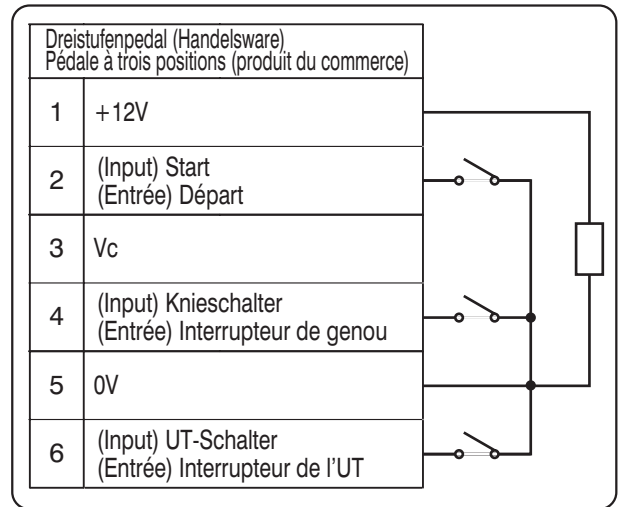 Dreistufenpedal (Handelsware)
Pédale à trois positions (produit du commerce)
1 +12V
2 (Input) Start
(Entrée) Départ
3 Vc
4 (Input) Knieschalter
(Entrée) Interrupteur de genou
5 0V
6 (Input) UT-Schalter
(Entrée) Interrupteur de l'UT